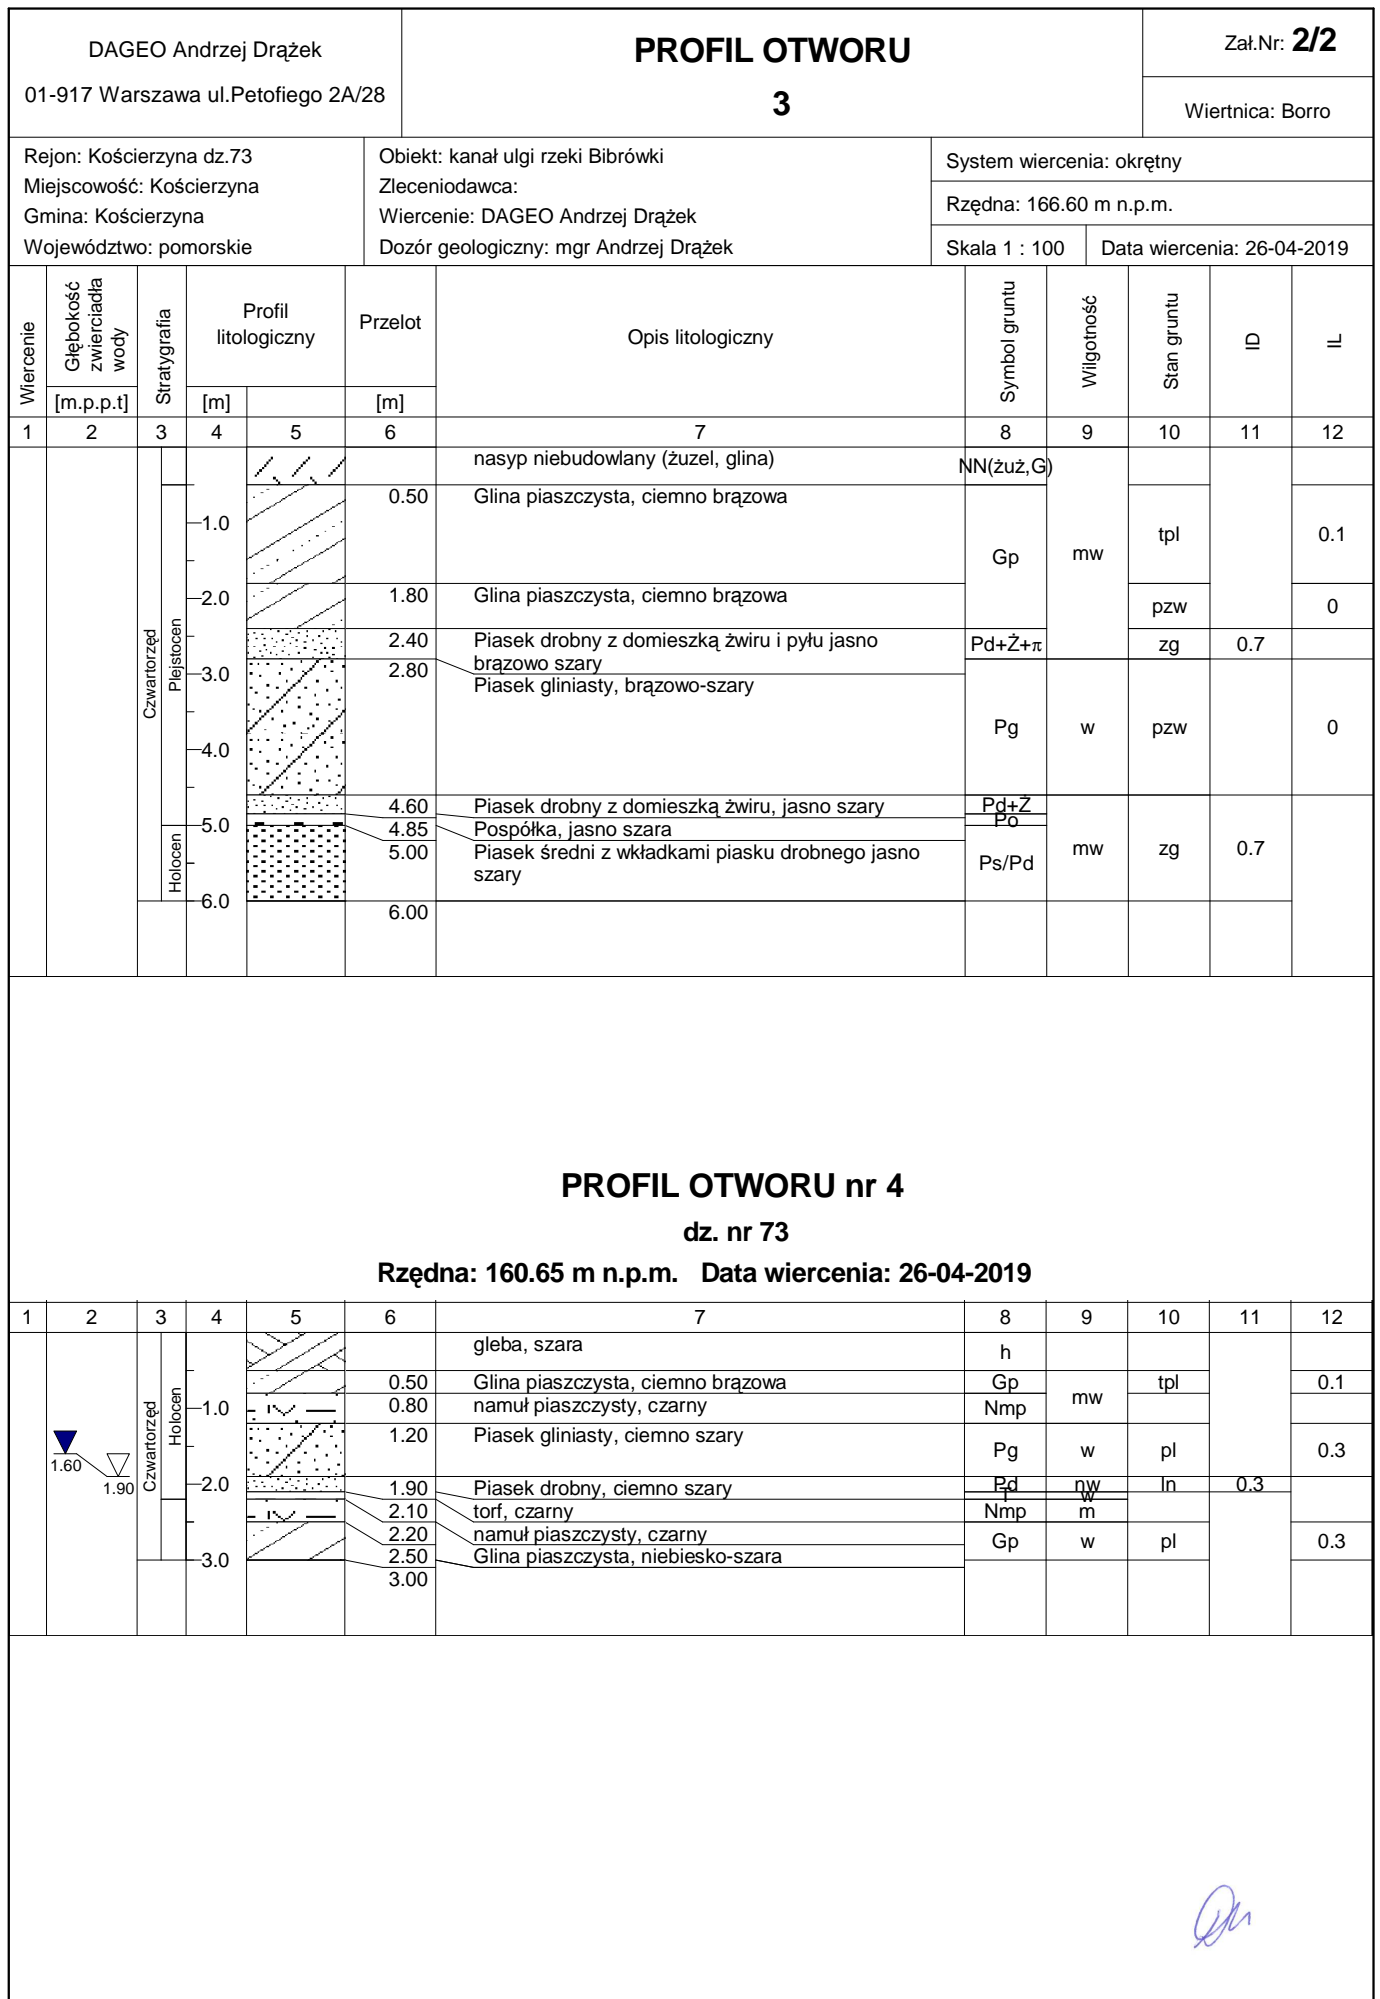 DAGEO Andrzej Drążek
01-917 Warszawa ul.Petofiego 2A/28
PROFIL OTWORU
3
Zał.Nr: 2/2
Wiertnica: Borro
Rejon: Kościerzyna dz.73
Miejscowość: Kościerzyna
Gmina: Kościerzyna
Województwo: pomorskie
Obiekt: kanał ulgi rzeki Bibrówki
Zleceniodawca:
Wiercenie: DAGEO Andrzej Drążek
Dozór geologiczny: mgr Andrzej Drążek
System wiercenia: okrętny
Rzędna: 166.60 m n.p.m.
Skala 1 : 100 Data wiercenia: 26-04-2019
Wiercenie
Głębokość
zwierciadła
wody
[m.p.p.t]
Stratygrafia
Profil
litologiczny
[m]
Przelot
[m]
Opis litologiczny
Symbol gruntu
Wilgotność
Stan gruntu
ID
IL
1 2 3 4 5 6 7 8 9 10 11 12
Czwartorzęd
Plejstocen
Holocen
1.0
2.0
3.0
4.0
5.0
6.0
nasyp niebudowlany (żuzel, glina) NN(żuż,G)
0.50 Glina piaszczysta, ciemno brązowa
Gp mw tpl 0.1
1.80 Glina piaszczysta, ciemno brązowa
pzw 0
2.40 Piasek drobny z domieszką żwiru i pyłu jasno
brązowo szary
Pd+Ż+π zg 0.7
2.80 Piasek gliniasty, brązowo-szary
Pg w pzw 0
4.60 Piasek drobny z domieszką żwiru, jasno szary Pd+Ż
4.85 Pospółka, jasno szara Po
5.00 Piasek średni z wkładkami piasku drobnego jasno
szary
Ps/Pd mw zg 0.7
6.00
PROFIL OTWORU nr 4
dz. nr 73
Rzędna: 160.65 m n.p.m. Data wiercenia: 26-04-2019
1 2 3 4 5 6 7 8 9 10 11 12
1.60
1.90
Czwartorzęd
Holocen
1.0
2.0
3.0
gleba, szara h
0.50 Glina piaszczysta, ciemno brązowa Gp mw tpl 0.1
0.80 namuł piaszczysty, czarny Nmp
1.20 Piasek gliniasty, ciemno szary Pg w pl 0.3
1.90 Piasek drobny, ciemno szary Pd nw ln 0.3
2.10 torf, czarny T w
2.20 namuł piaszczysty, czarny Nmp m
2.50 Glina piaszczysta, niebiesko-szara Gp w pl 0.3
3.00